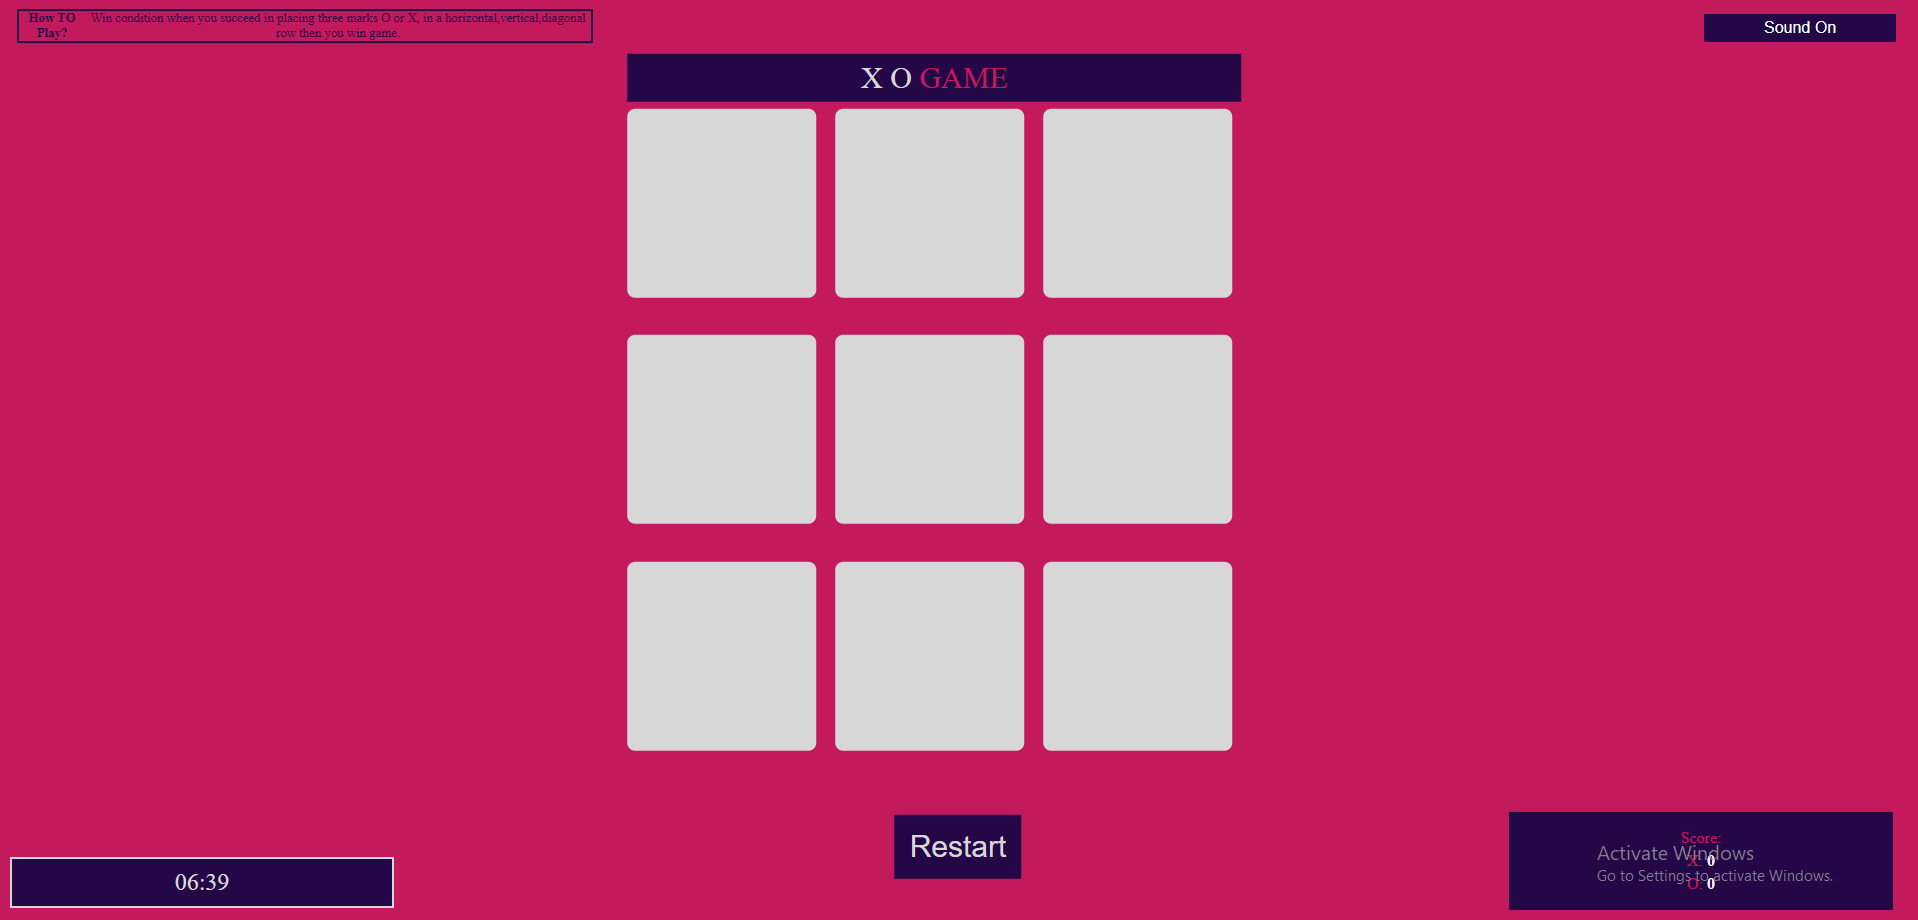 How TO
Play?
Win condition when you succeed in placing three marks O or X, in a horizontal,vertical,diagonal
row then you win game.
Sound On
X O GAME
Restart
06:39
Score:
X: 0
O: 0
Activate Windows
Go to Settings to activate Windows.